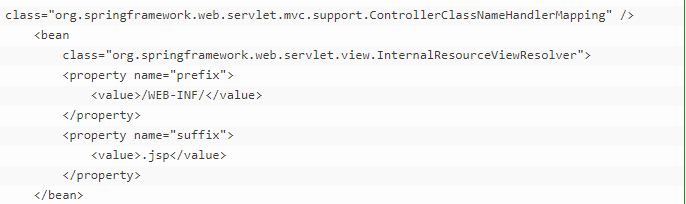 class="org.springframework.web.servlet.mvc.support.ControllerClassNameHandlerMapping" />
<bean
class="org.springframework.web.servlet.view.InternalResourceViewResolver">
<property name="prefix">
<value>/WEB-INF/</value>
</property>
<property name="suffix">
<value>.jsp</value>
</property>
</bean>